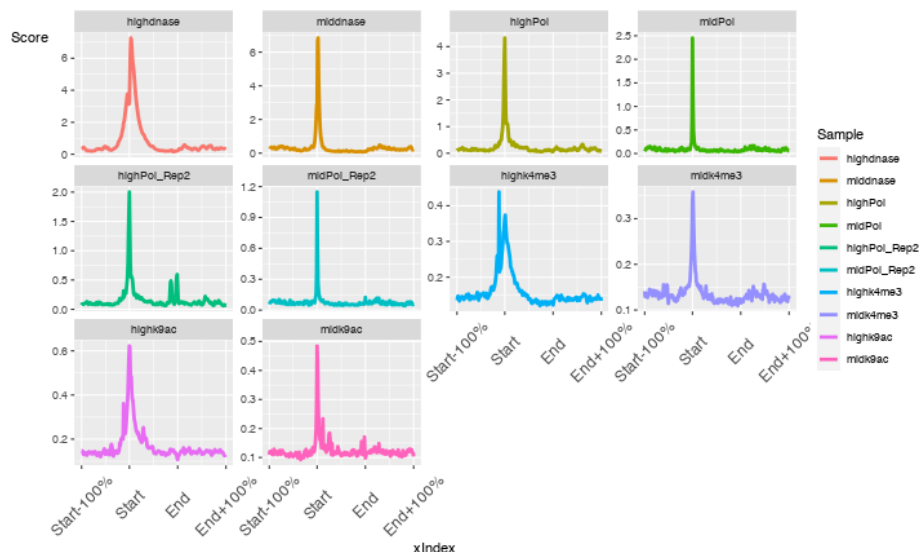 Score
highdnase middnase highPol midPol
6
4
2
0
6
4
2
0
4
3
2
1
0
2.5
2.0
1.5
1.0
0.5
0.0
highPol_Rep2 midPol_Rep2 highk4me3 midk4me3
2.0
1.5
1.0
0.5
0.0
1.2
0.9
0.6
0.3
0.0
0.4
0.3
0.2
0.3
0.2
0.1
highk9ac midk9ac
0.6
0.4
0.2
0.5
0.4
0.3
0.2
0.1
Start-100% Start End End+100%
Start-100% Start End End+100%
Start-100% Start End End+100%
Start-100% Start End End+100%
xIndex
Sample
highdnase
middnase
highPol
midPol
highPol_Rep2
midPol_Rep2
highk4me3
midk4me3
highk9ac
midk9ac